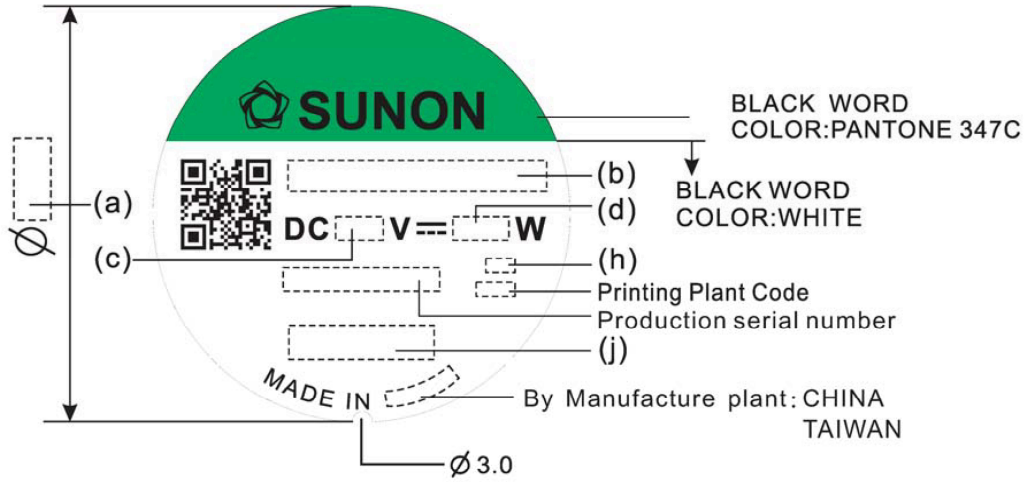 SUNON
BLACK WORD
COLOR:PANTONE 347C
BLACK WORD
COLOR:WHITE
(a)
Ø
(b)
DC V⎓ W
(d)
(c)
(h)
Printing Plant Code
Production serial number
(j)
MADE IN
By Manufacture plant: CHINA
TAIWAN
Ø 3.0